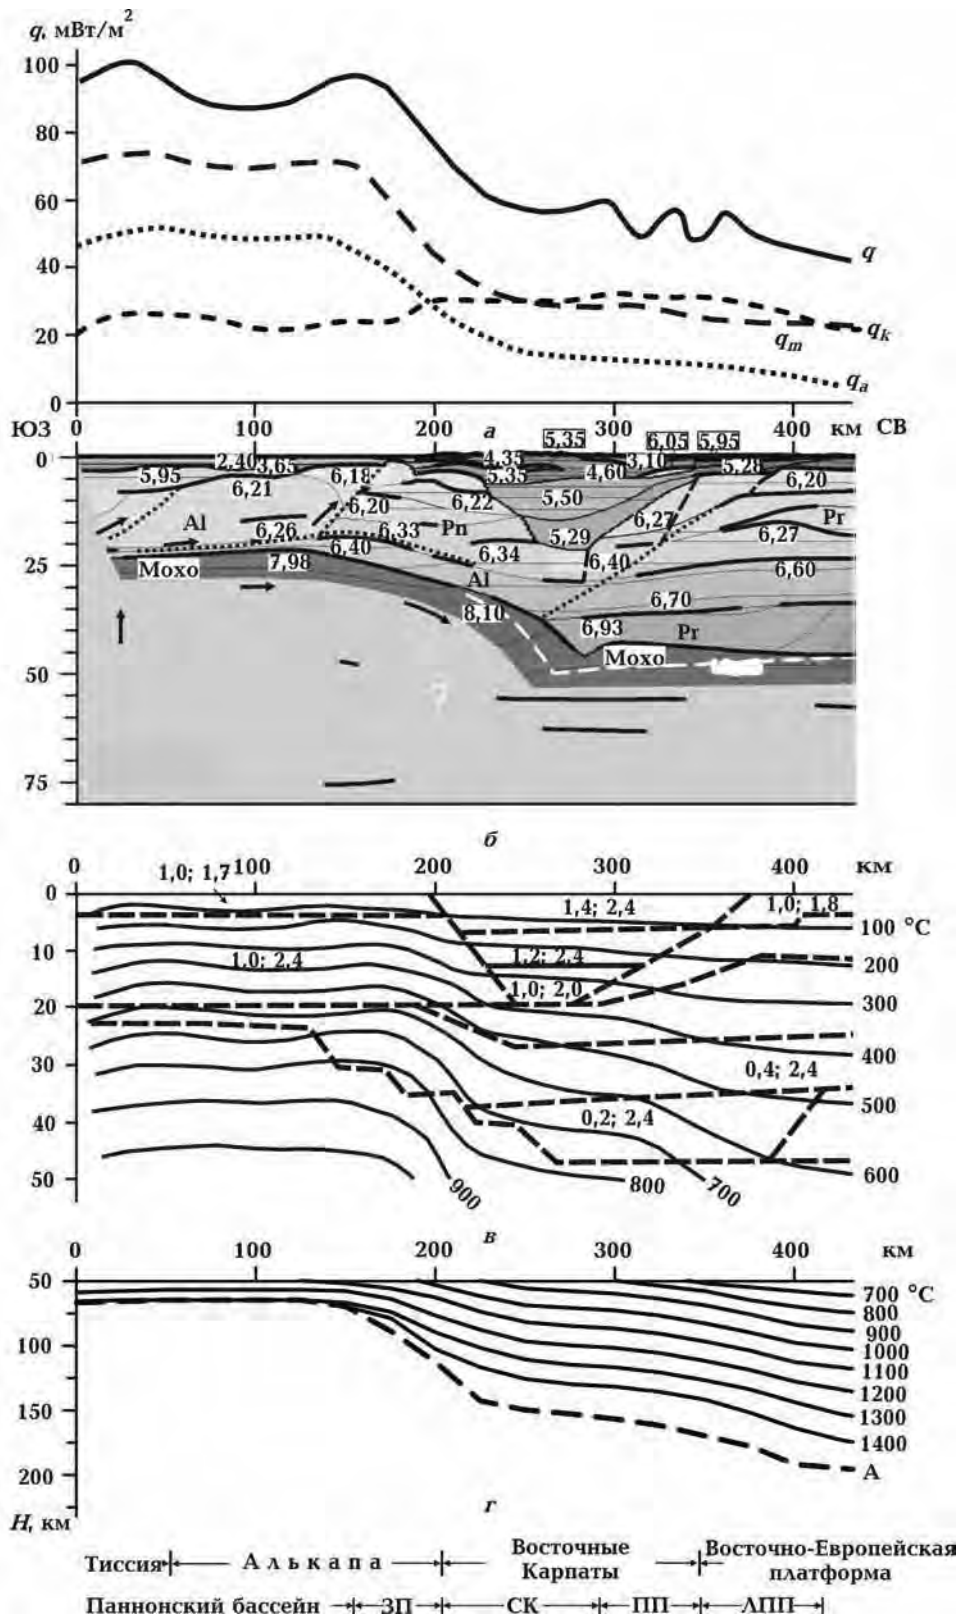 q, мВт/м²
100
80
60
40
20
0
q
qk
qm
qa
0 100 200 300 400 км
ЮЗ а СВ
5,35 6,05 5,95
0
2,40 4,35 3,10
5,95 3,65 6,18 5,35 4,60 5,28
6,21 6,20 6,22 5,50 6,20
Al 6,26 6,33 Pn 5,29 6,27 6,27 Pr
6,40 6,34 6,40 6,60
25
Мохо 7,98 Al 6,70
8,10 6,93 Pr
Мохо
50
?
75
б
0 100 200 300 400 км
1,0; 1,7
0
1,4; 2,4 1,0; 1,8
100 °C
10
1,0; 2,4 1,2; 2,4 200
1,0; 2,0
20 300
30 400
0,4; 2,4
500
40 0,2; 2,4
50 900 800 700 600
в
0 100 200 300 400 км
50 700 °C
800
900
100 1000
1100
1200
150 1300
1400
200 А
H, км г
Тиссия Алькапа Восточные Карпаты Восточно-Европейская платформа
Паннонский бассейн ЗП СК ПП ЛПП